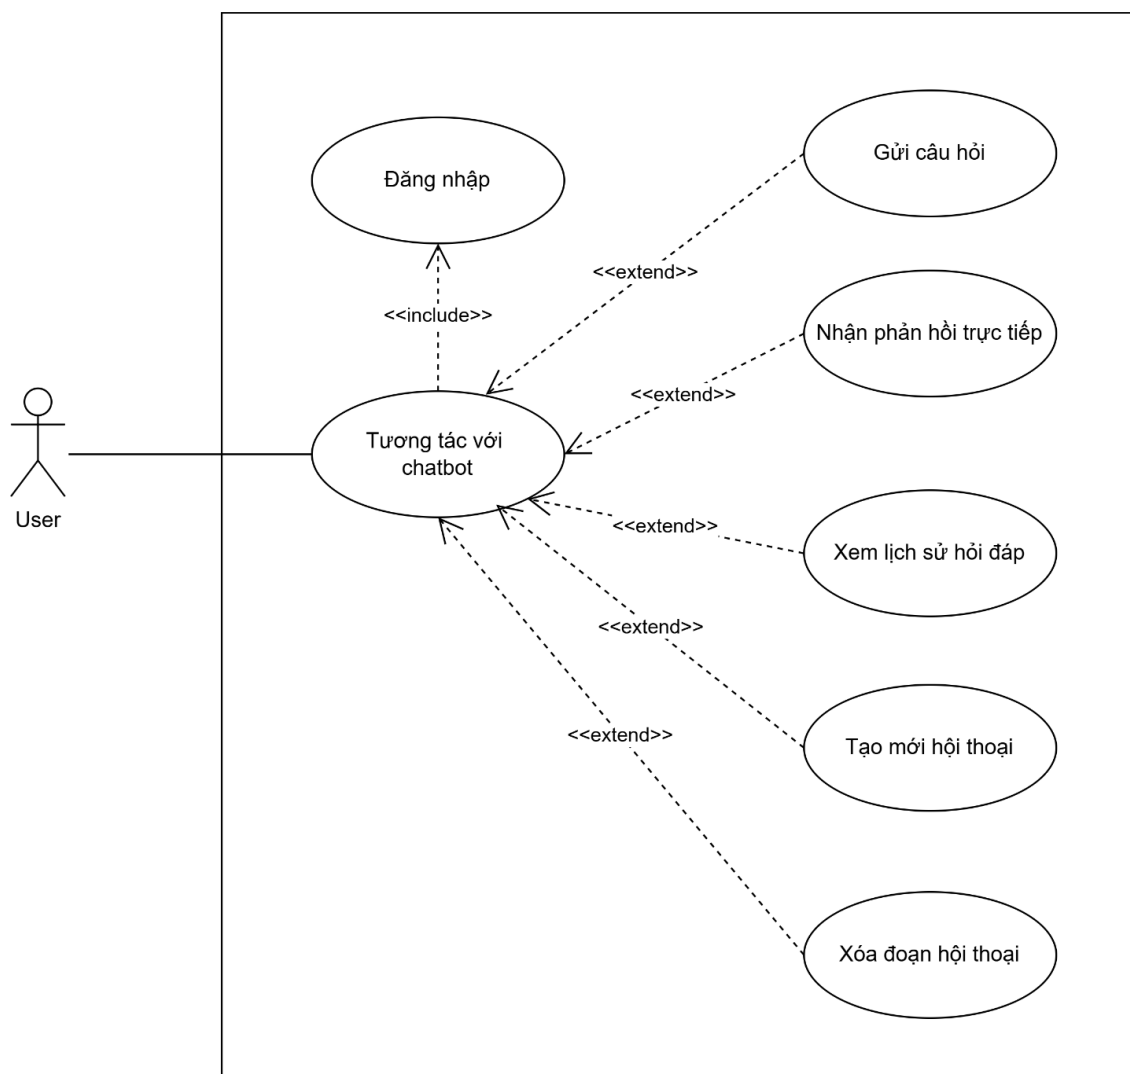 Gửi câu hỏi
Đăng nhập
<<extend>>
<<include>>
Nhận phản hồi trực tiếp
<<extend>>
Tương tác với
chatbot
User
<<extend>>
Xem lịch sử hỏi đáp
<<extend>>
<<extend>>
Tạo mới hội thoại
Xóa đoạn hội thoại